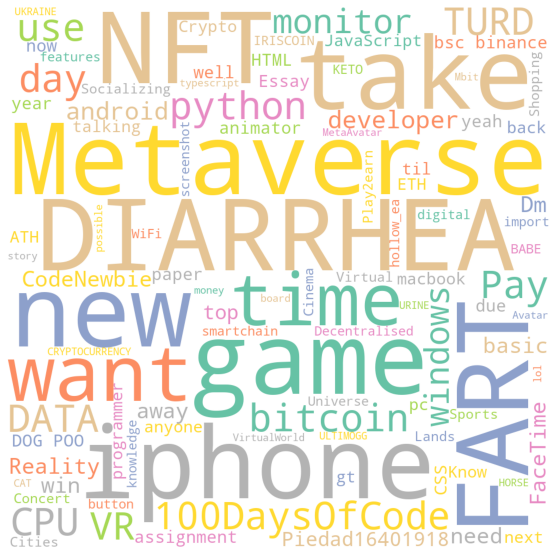 UKRAINE
use
now
features
Crypto
NFT
IRISCOIN
monitor
JavaScript
TURD
bsc binance
day
Socializing
well
HTML
KETO
take
Mbit
Shopping
year
android
typescript
Essay
python
developer
yeah
back
talking
animator
MetaAvatar
screenshot
Metaverse
Play2earn
til
ETH
hollow_ea
digital
Dm
import
DIARRHEA
ATH
possible
WiFi
BABE
story
CodeNewbie
paper
Virtual
macbook
Pay
due
new
time
money
board
Cinema
URINE
Avatar
top
smartchain
Decentralised
windows
FART
basic
CRYPTOCURRENCY
game
lol
want
DATA
away
bitcoin
Universe
pc
Sports
DOG POO
programmer
anyone
knowledge
VirtualWorld
ULTIMDGG
gt
Lands
Reality
win
iphone
CSS
Know
FaceTime
CAT
Concert
button
HORSE
CPU
VR
100DaysOfCode
need
next
Cities
assignment
Piedad16401918